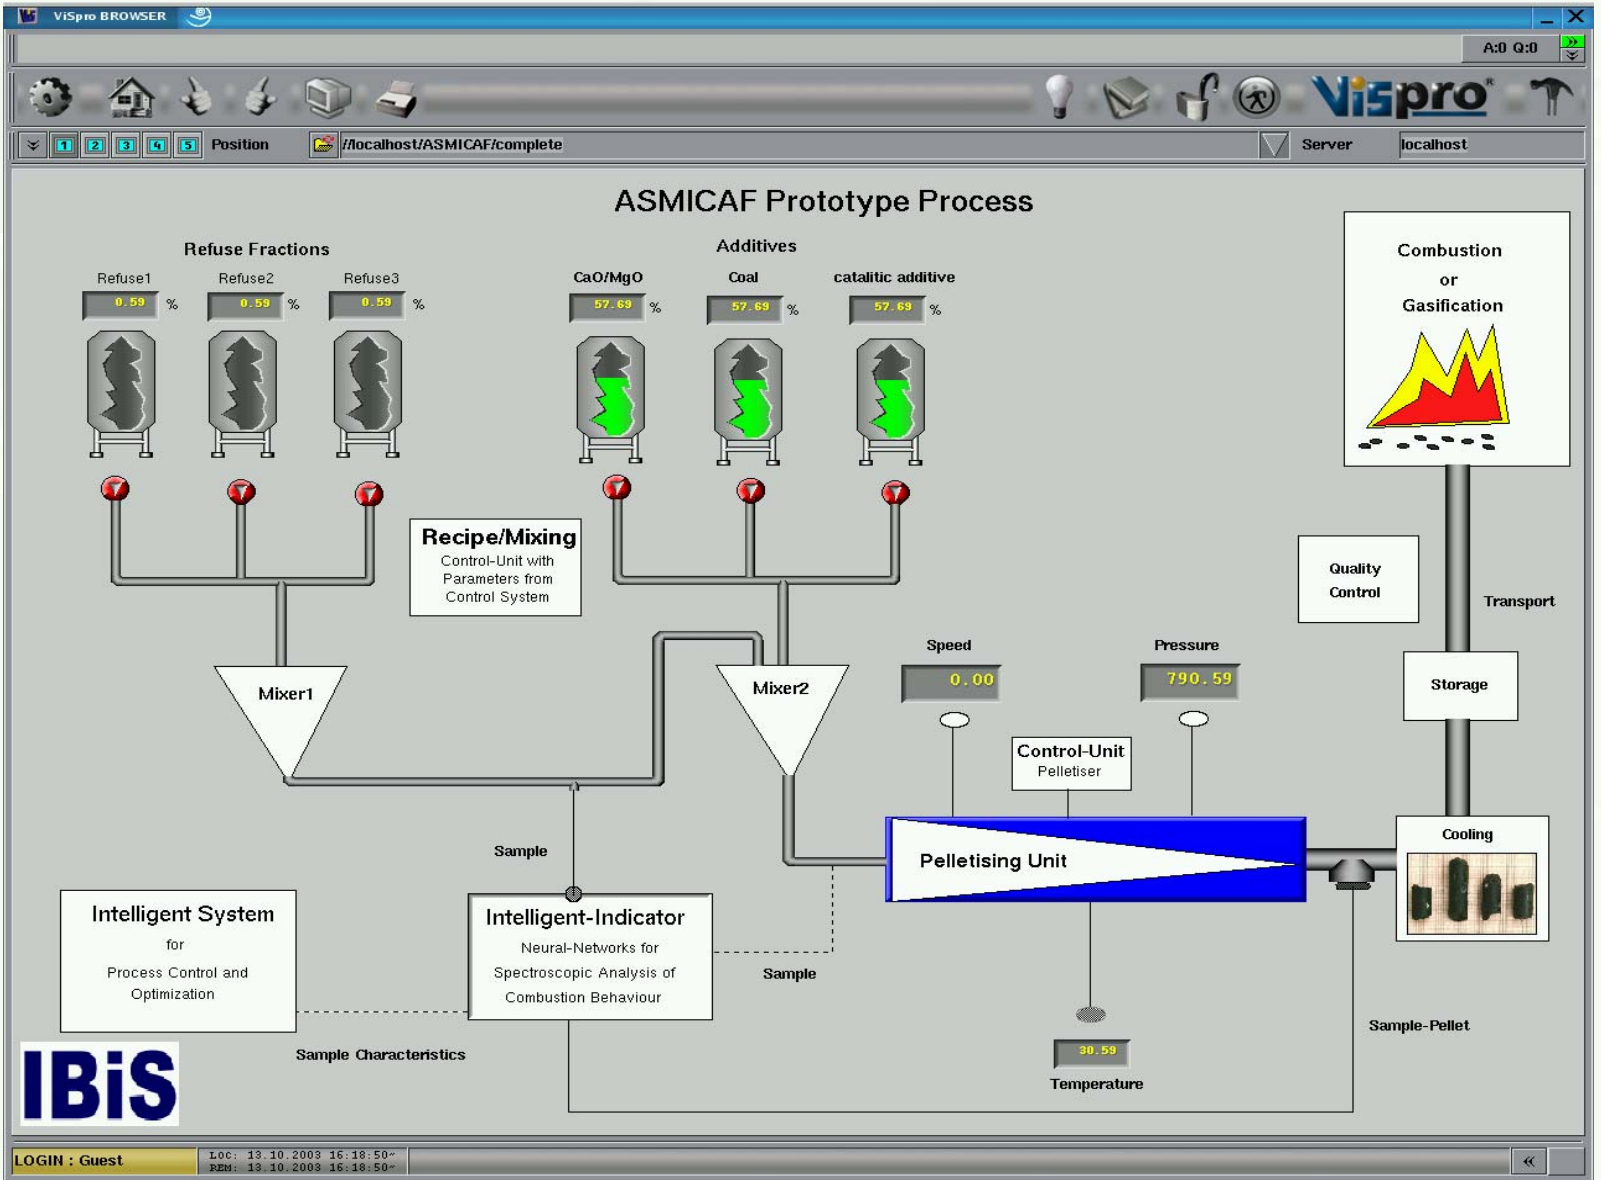 ViSpro BROWSER
A:0 Q:0
Vispro®
1 2 3 4 5 Position //localhost/ASMICAF/complete Server localhost
ASMICAF Prototype Process
Refuse Fractions
Additives
Refuse1 Refuse2 Refuse3
CaO/MgO Coal catalitic additive
0.59 % 0.59 % 0.59 %
57.69 % 57.69 % 57.69 %
Combustion
or
Gasification
Recipe/Mixing
Control-Unit with
Parameters from
Control System
Quality
Control
Transport
Mixer1
Mixer2
Speed
0.00
Pressure
790.59
Storage
Control-Unit
Pelletiser
Cooling
Pelletising Unit
Sample
Intelligent System
for
Process Control and
Optimization
Intelligent-Indicator
Neural-Networks for
Spectroscopic Analysis of
Combustion Behaviour
Sample
Sample Characteristics
Sample-Pellet
30.59
Temperature
IBiS
LOGIN : Guest
LOC: 13.10.2003 16:18:50~
REM: 13.10.2003 16:18:50~